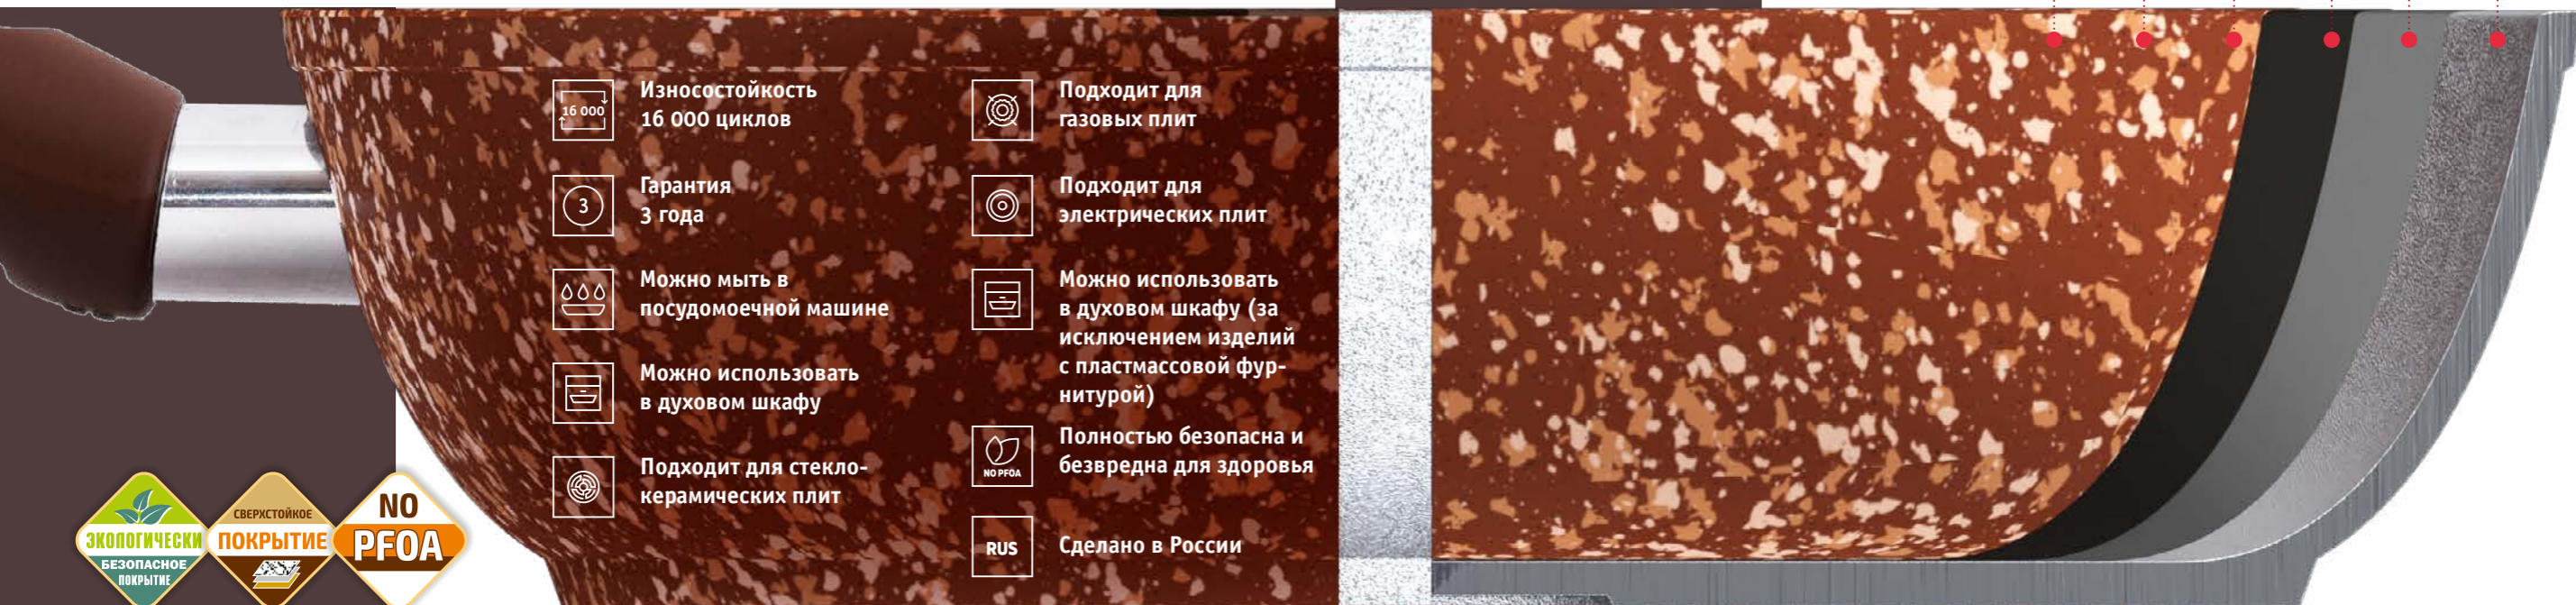 16 000
Износостойкость
16 000 циклов
3
Гарантия
3 года
Можно мыть в
посудомоечной машине
Можно использовать
в духовом шкафу
Подходит для стекло-
керамических плит
Подходит для
газовых плит
Подходит для
электрических плит
Можно использовать
в духовом шкафу (за
исключением изделий
с пластмассовой фур-
нитурой)
NO PFOA
Полностью безопасна и
безвредна для здоровья
RUS
Сделано в России
ЭКОЛОГИЧЕСКИ
БЕЗОПАСНОЕ
ПОКРЫТИЕ
СВЕРХСТОЙКОЕ
ПОКРЫТИЕ
NO
PFOA